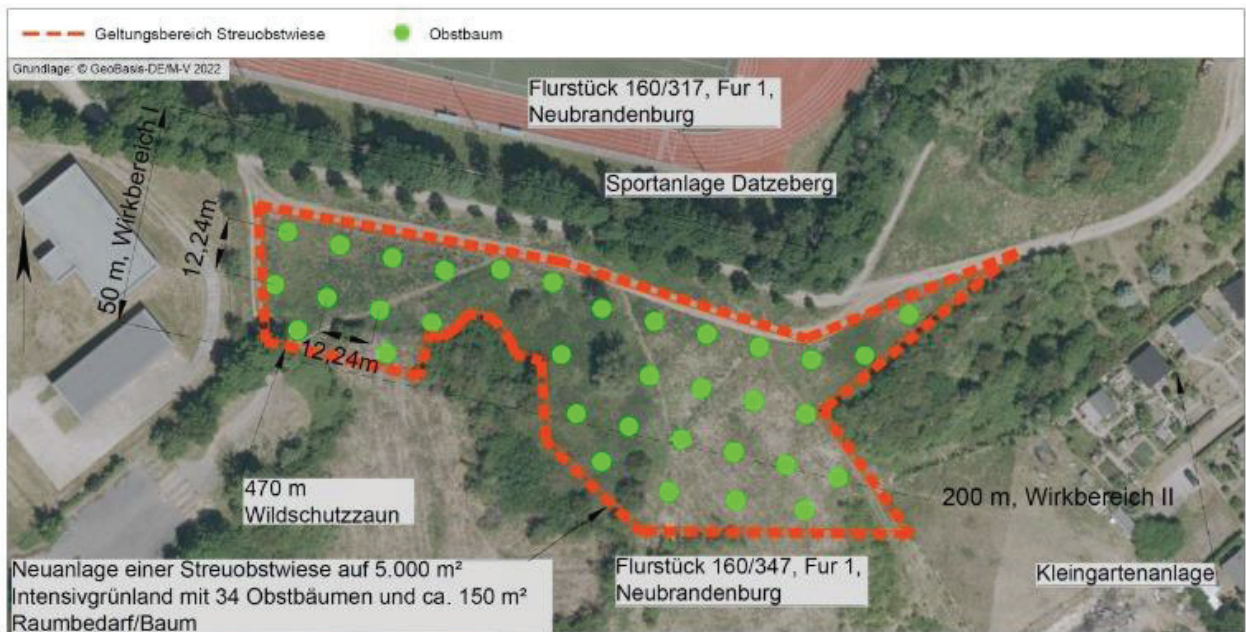 Geltungsbereich Streuobstwiese
Obstbaum
Grundlage: © GeoBasis-DE/M-V 2022
Flurstück 160/317, Fur 1,
Neubrandenburg
Sportanlage Datzeberg
50 m, Wirkbereich I
12,24m
12,24m
470 m
Wildschutzzaun
200 m, Wirkbereich II
Neuanlage einer Streuobstwiese auf 5.000 m²
Intensivgrünland mit 34 Obstbäumen und ca. 150 m²
Raumbedarf/Baum
Flurstück 160/347, Fur 1,
Neubrandenburg
Kleingartenanlage